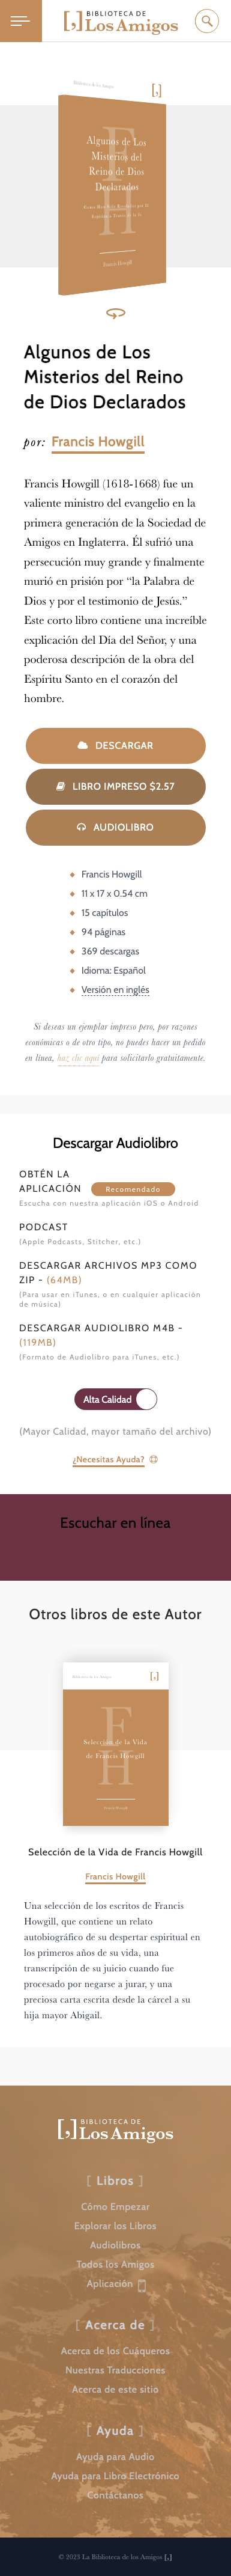 [,] BIBLIOTECA DE
Los Amigos
Biblioteca de los Amigos [,]
Algunos de Los
Misterios del
Reino de Dios
Declarados
Francis Howgill
Algunos de Los
Misterios del Reino
de Dios Declarados
por: Francis Howgill
Francis Howgill (1618-1668) fue un
valiente ministro del evangelio en la
primera generación de la Sociedad de
Amigos en Inglaterra. Él sufrió una
persecución muy grande y finalmente
murió en prisión por “la Palabra de
Dios y por el testimonio de Jesús.”
Este corto libro contiene una increíble
explicación del Día del Señor, y una
poderosa descripción de la obra del
Espíritu Santo en el corazón del
hombre.
DESCARGAR
LIBRO IMPRESO $2.57
AUDIOLIBRO
Francis Howgill
11 x 17 x 0.54 cm
15 capítulos
94 páginas
369 descargas
Idioma: Español
Versión en inglés
Si deseas un ejemplar impreso pero, por razones
económicas o de otro tipo, no puedes hacer un pedido
en línea, haz clic aquí para solicitarlo gratuitamente.
Descargar Audiolibro
OBTÉN LA
APLICACIÓN Recomendado
Escucha con nuestra aplicación iOS o Android
PODCAST
(Apple Podcasts, Stitcher, etc.)
DESCARGAR ARCHIVOS MP3 COMO
ZIP - (64MB)
(Para usar en iTunes, o en cualquier aplicación
de música)
DESCARGAR AUDIOLIBRO M4B -
(119MB)
(Formato de Audiolibro para iTunes, etc.)
Alta Calidad
(Mayor Calidad, mayor tamaño del archivo)
¿Necesitas Ayuda?
Escuchar en línea
Otros libros de este Autor
Biblioteca de los Amigos [,]
FH
Selección de la Vida
de Francis Howgill
Francis Howgill
Selección de la Vida de Francis Howgill
Francis Howgill
Una selección de los escritos de Francis
Howgill, que contiene un relato
autobiográfico de su despertar espiritual en
los primeros años de su vida, una
transcripción de su juicio cuando fue
procesado por negarse a jurar, y una
preciosa carta escrita desde la cárcel a su
hija mayor Abigail.
[,] BIBLIOTECA DE
Los Amigos
[ Libros ]
Cómo Empezar
Explorar los Libros
Audiolibros
Todos los Amigos
Aplicación
[ Acerca de ]
Acerca de los Cuáqueros
Nuestras Traducciones
Acerca de este sitio
[ Ayuda ]
Ayuda para Audio
Ayuda para Libro Electrónico
Contáctanos
© 2025 La Biblioteca de los Amigos [,]